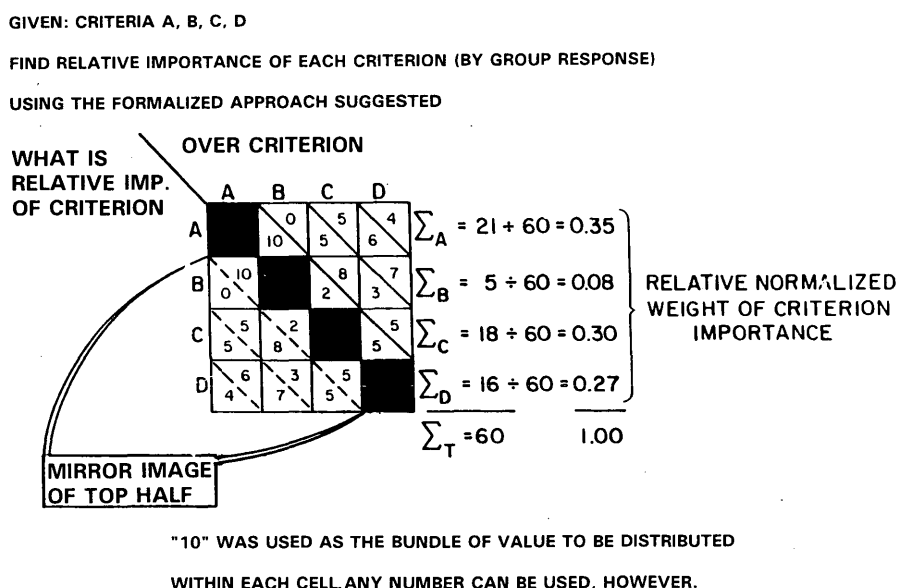 GIVEN: CRITERIA A, B, C, D
FIND RELATIVE IMPORTANCE OF EACH CRITERION (BY GROUP RESPONSE)
USING THE FORMALIZED APPROACH SUGGESTED
OVER CRITERION
WHAT IS
RELATIVE IMP.
OF CRITERION
A B C D
A 0 10 5 5 4 6 ∑A = 21 ÷ 60 = 0.35
B 10 0 8 2 7 3 ∑B = 5 ÷ 60 = 0.08
C 5 5 2 8 5 5 ∑C = 18 ÷ 60 = 0.30
D 6 4 3 7 5 5 ∑D = 16 ÷ 60 = 0.27
∑T = 60 1.00
RELATIVE NORMALIZED
WEIGHT OF CRITERION
IMPORTANCE
MIRROR IMAGE
OF TOP HALF
"10" WAS USED AS THE BUNDLE OF VALUE TO BE DISTRIBUTED
WITHIN EACH CELL. ANY NUMBER CAN BE USED, HOWEVER.